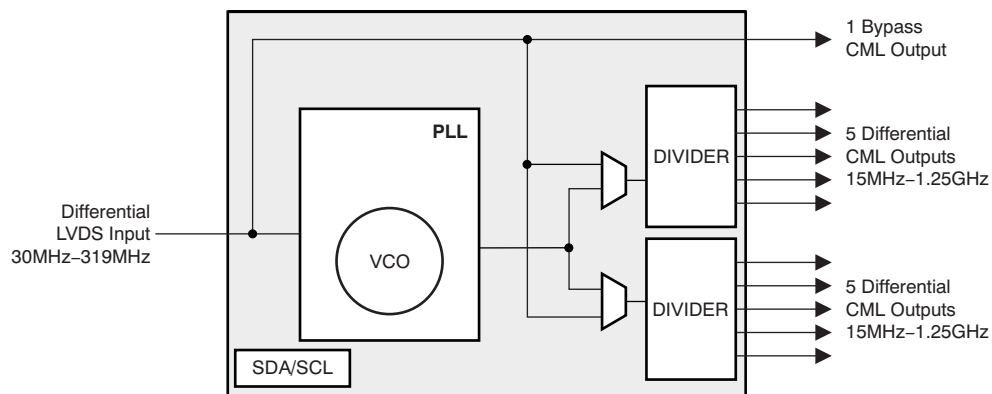 1 Bypass
CML Output
PLL
DIVIDER
5 Differential
CML Outputs
15MHz–1.25GHz
Differential
LVDS Input
30MHz–319MHz
VCO
DIVIDER
5 Differential
CML Outputs
15MHz–1.25GHz
SDA/SCL